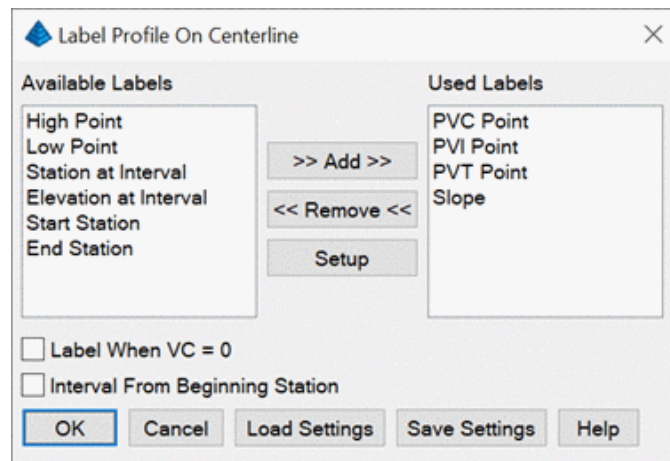 Label Profile On Centerline
Available Labels
High Point
Low Point
Station at Interval
Elevation at Interval
Start Station
End Station
>> Add >>
<< Remove <<
Setup
Used Labels
PVC Point
PVI Point
PVT Point
Slope
Label When VC = 0
Interval From Beginning Station
OK Cancel Load Settings Save Settings Help